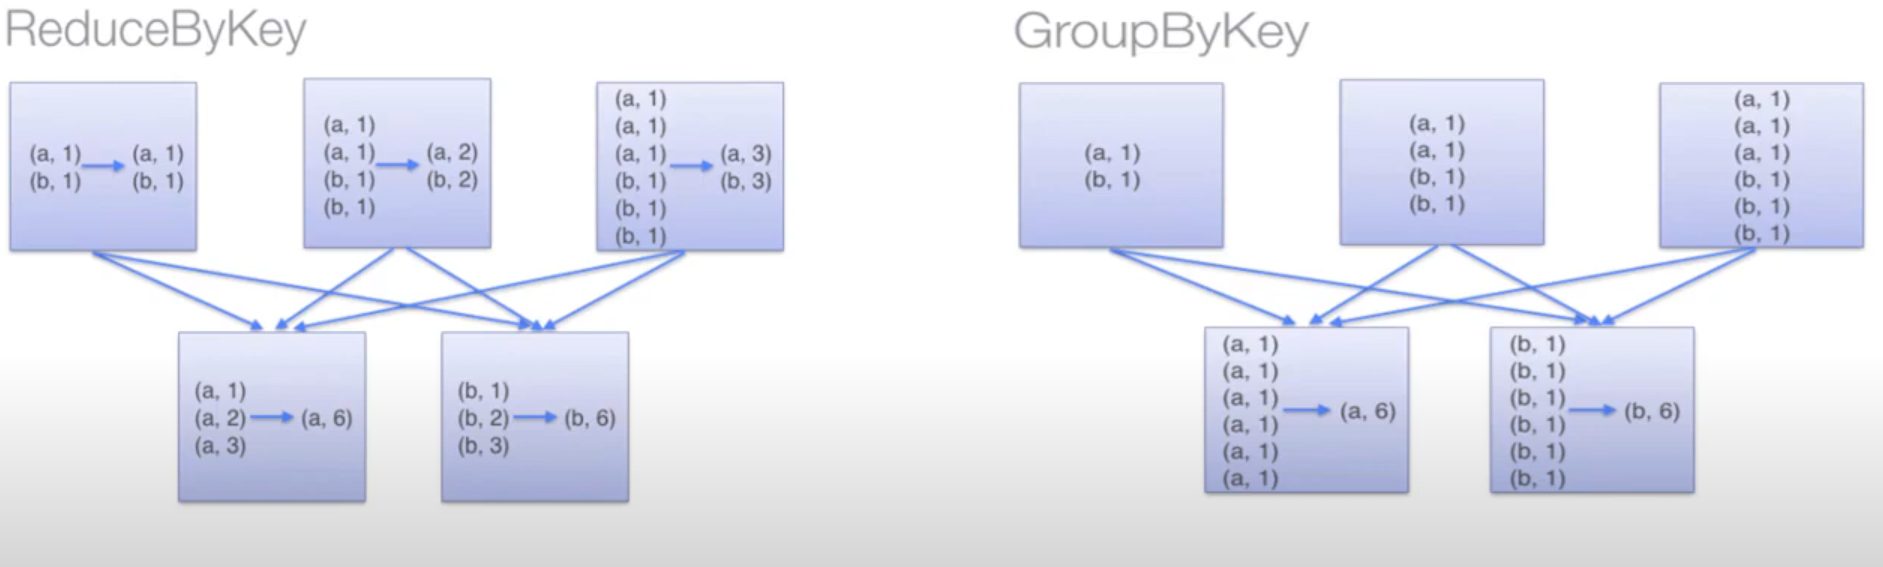 ReduceByKey
(a, 1)
(b, 1)
(a, 1)
(b, 1)
(a, 1)
(a, 1)
(b, 1)
(b, 1)
(a, 2)
(b, 2)
(a, 1)
(a, 1)
(a, 1)
(b, 1)
(b, 1)
(b, 1)
(a, 3)
(b, 3)
(a, 1)
(a, 2)
(a, 3)
(a, 6)
(b, 1)
(b, 2)
(b, 3)
(b, 6)
GroupByKey
(a, 1)
(b, 1)
(a, 1)
(a, 1)
(b, 1)
(b, 1)
(a, 1)
(a, 1)
(a, 1)
(b, 1)
(b, 1)
(b, 1)
(a, 1)
(a, 1)
(a, 1)
(a, 1)
(a, 1)
(a, 1)
(a, 6)
(b, 1)
(b, 1)
(b, 1)
(b, 1)
(b, 1)
(b, 1)
(b, 6)